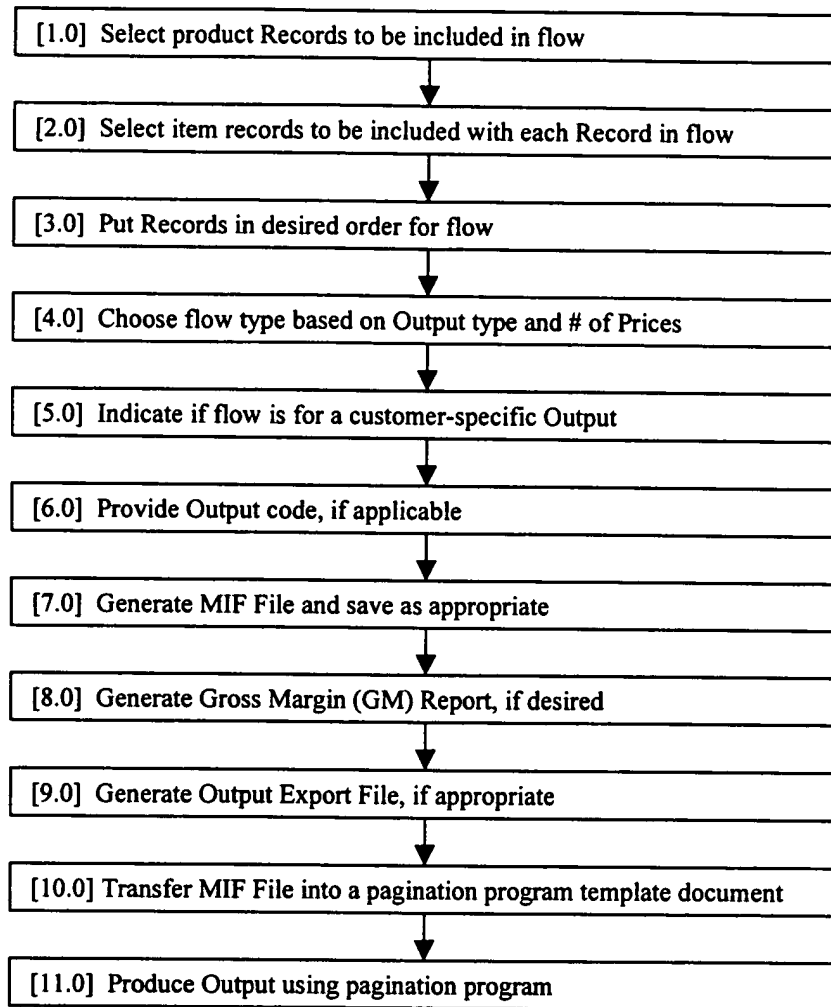 [1.0] Select product Records to be included in flow
[2.0] Select item records to be included with each Record in flow
[3.0] Put Records in desired order for flow
[4.0] Choose flow type based on Output type and # of Prices
[5.0] Indicate if flow is for a customer-specific Output
[6.0] Provide Output code, if applicable
[7.0] Generate MIF File and save as appropriate
[8.0] Generate Gross Margin (GM) Report, if desired
[9.0] Generate Output Export File, if appropriate
[10.0] Transfer MIF File into a pagination program template document
[11.0] Produce Output using pagination program